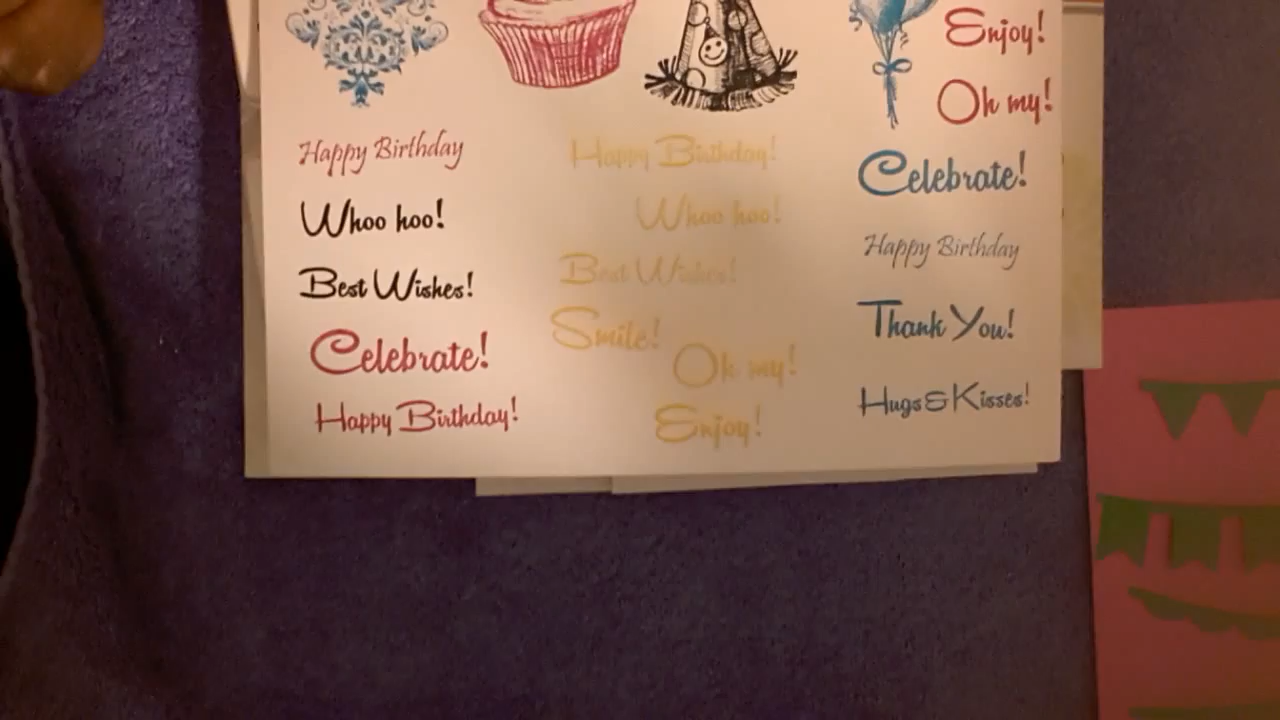 Enjoy!
Oh my!
Happy Birthday
Whoo hoo!
Best Wishes!
Celebrate!
Happy Birthday!
Happy Birthday!
Whoo hoo!
Best Wishes!
Smile!
Oh my!
Enjoy!
Celebrate!
Happy Birthday
Thank You!
Hugs & Kisses!